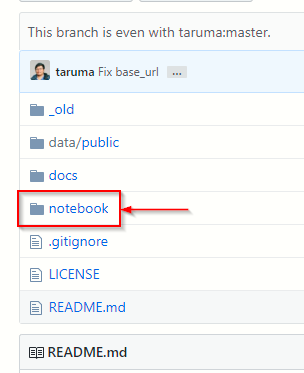 This branch is even with taruma:master.
taruma Fix base_url ...
_old
data/public
docs
notebook
.gitignore
LICENSE
README.md
README.md